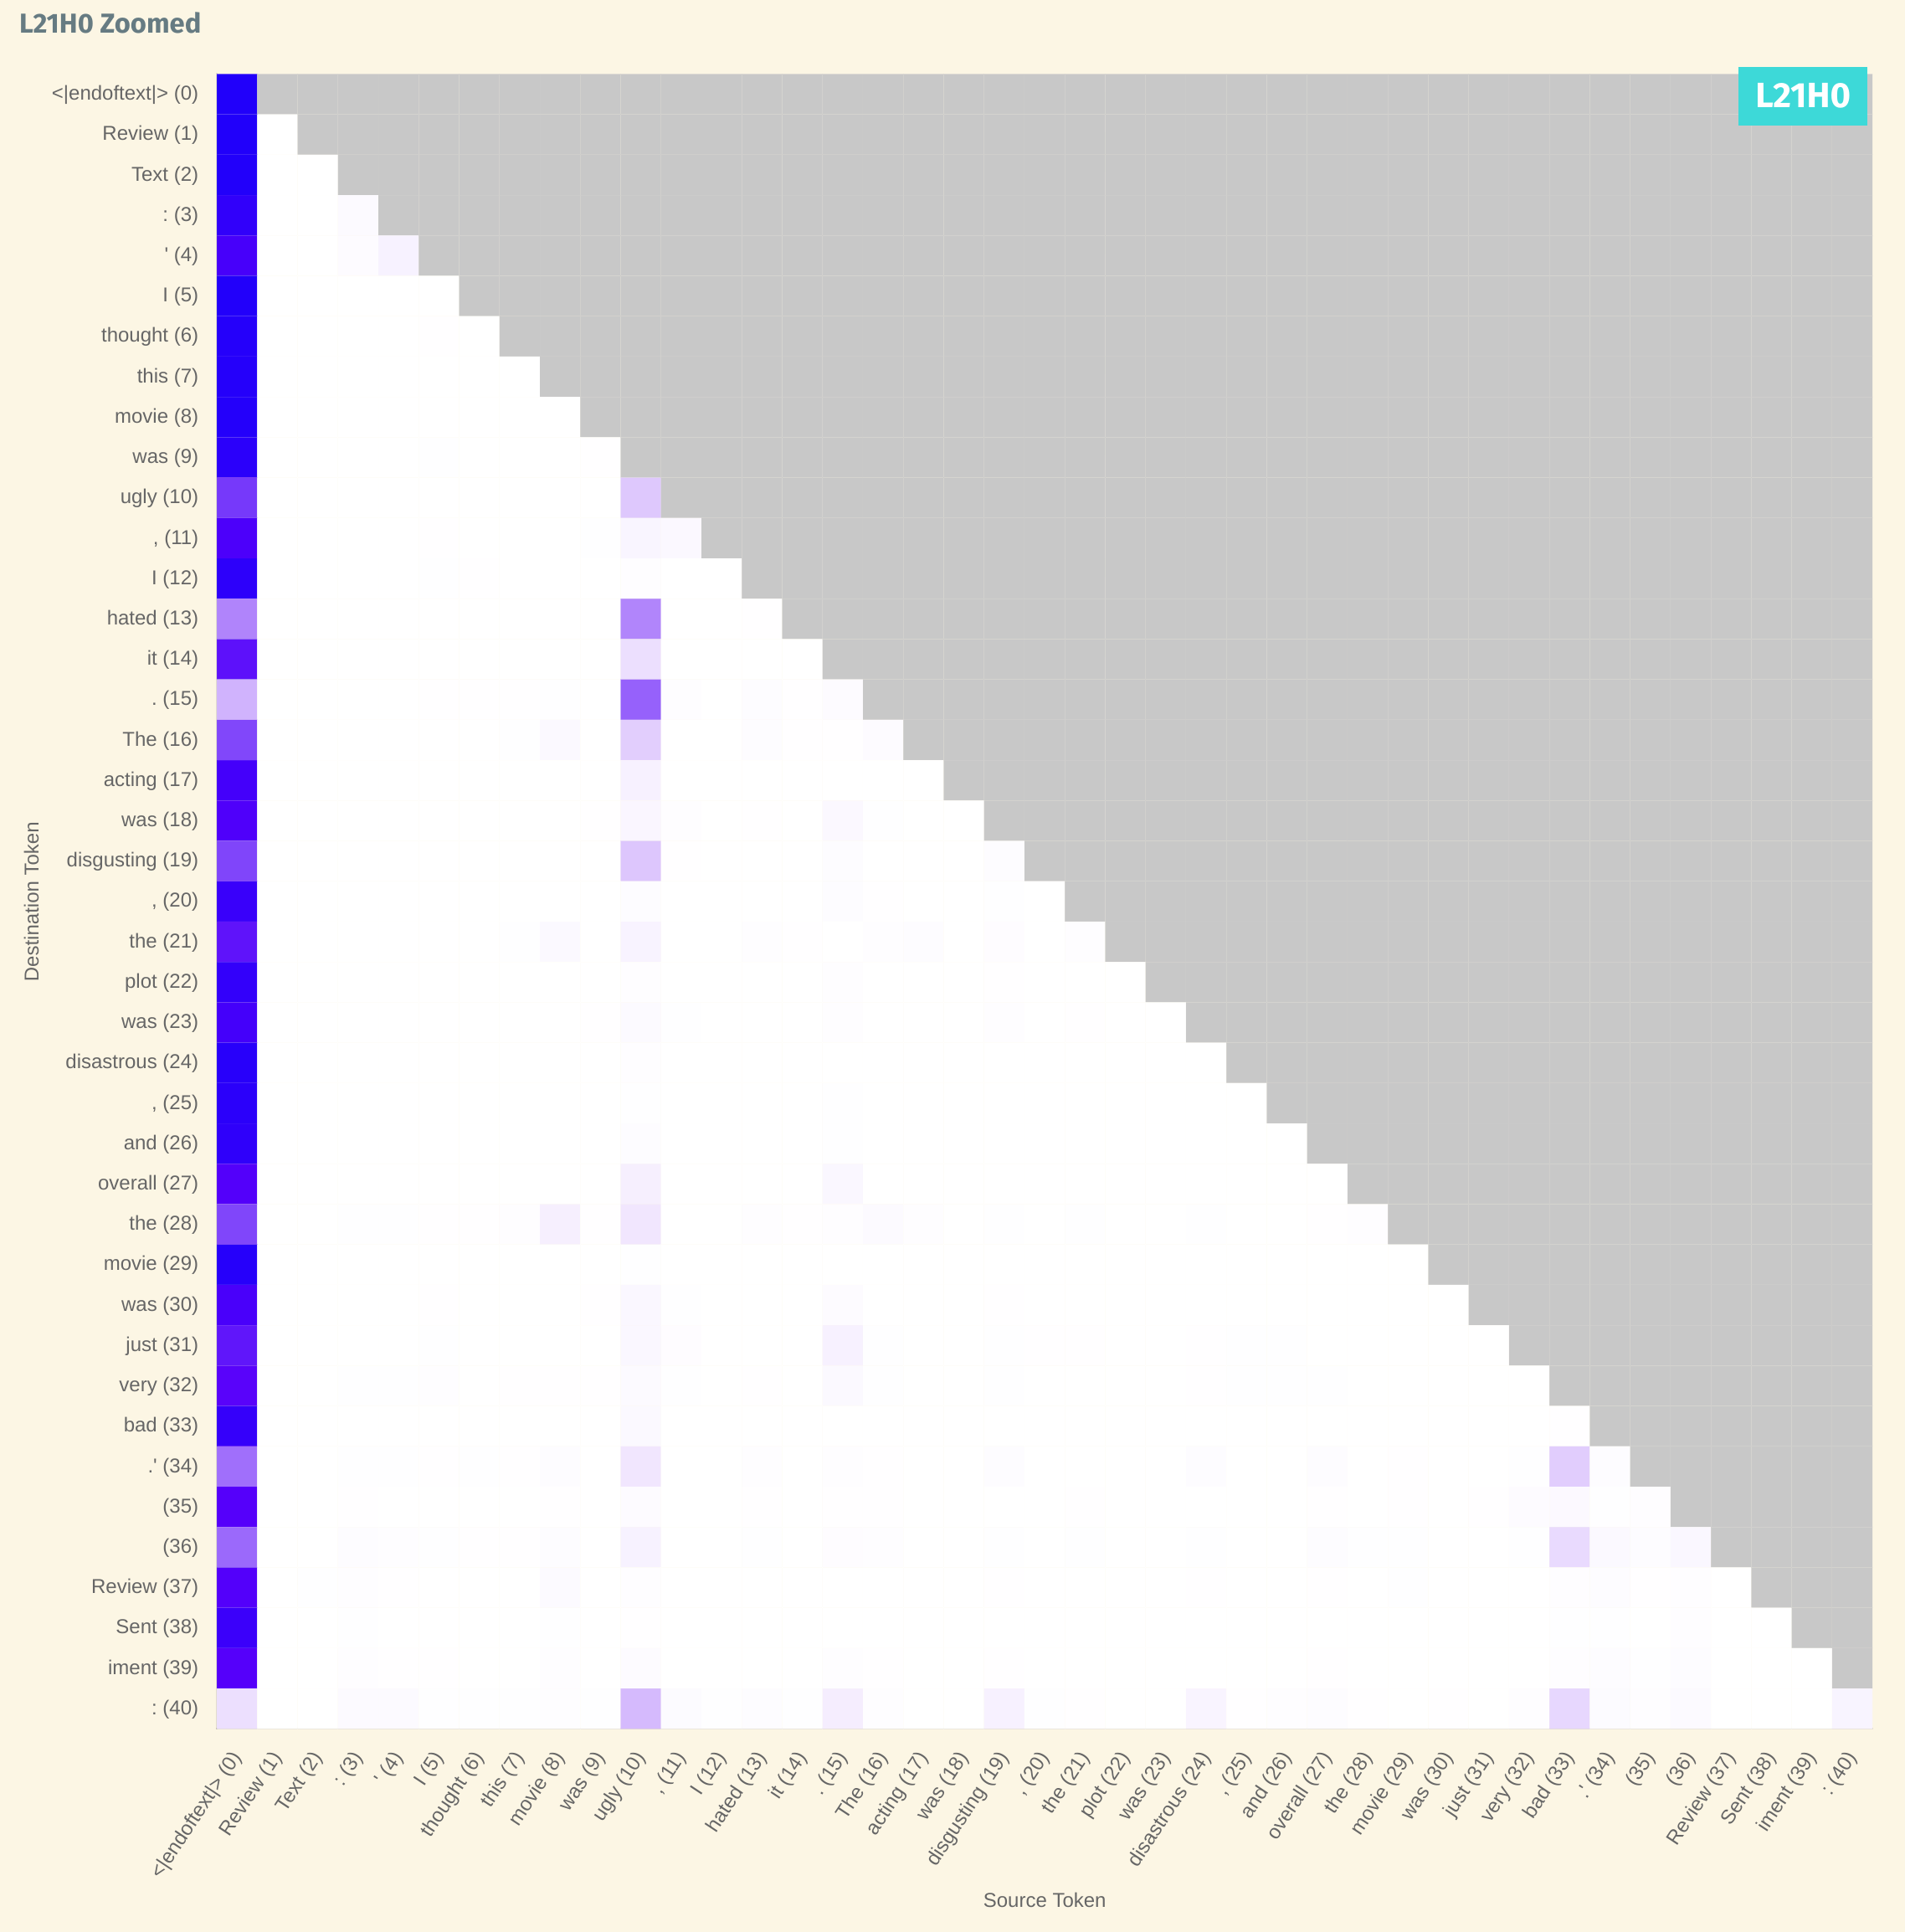 L21H0 Zoomed
L21H0
<|endoftext|> (0)
Review (1)
Text (2)
: (3)
' (4)
I (5)
thought (6)
this (7)
movie (8)
was (9)
ugly (10)
, (11)
I (12)
hated (13)
it (14)
. (15)
The (16)
acting (17)
was (18)
disgusting (19)
, (20)
the (21)
plot (22)
was (23)
disastrous (24)
, (25)
and (26)
overall (27)
the (28)
movie (29)
was (30)
just (31)
very (32)
bad (33)
.' (34)
(35)
(36)
Review (37)
Sent (38)
iment (39)
: (40)
Destination Token
<|endoftext|> (0)
Review (1)
Text (2)
: (3)
' (4)
I (5)
thought (6)
this (7)
movie (8)
was (9)
ugly (10)
, (11)
I (12)
hated (13)
it (14)
. (15)
The (16)
acting (17)
was (18)
disgusting (19)
, (20)
the (21)
plot (22)
was (23)
disastrous (24)
, (25)
and (26)
overall (27)
the (28)
movie (29)
was (30)
just (31)
very (32)
bad (33)
.' (34)
(35)
(36)
Review (37)
Sent (38)
iment (39)
: (40)
Source Token